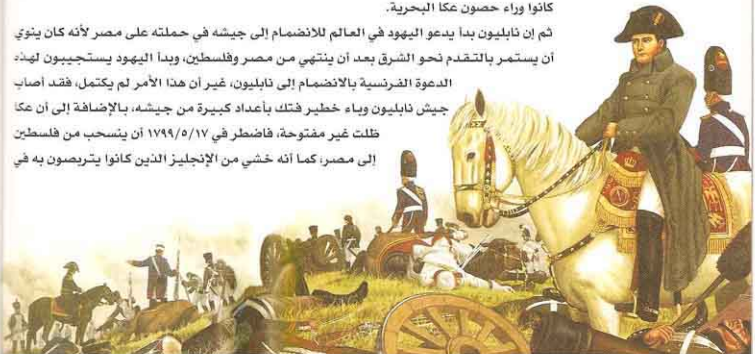 كانوا وراء حصون عكا البحرية.
ثم إن نابليون بدأ يدعو اليهود في العالم للانضمام إلى جيشه في حملته على مصر لأنه كان ينوي
أن يستمر بالتقدم نحو الشرق بعد أن ينتهي من مصر وفلسطين، وبدأ اليهود يستجيبون لهذه
الدعوة الفرنسية بالانضمام إلى نابليون، غير أن هذا الأمر لم يكتمل، فقد أصاب
جيش نابليون وباء خطير فتك بأعداد كبيرة من جيشه، بالإضافة إلى أن عكا
ظلت غير مفتوحة، فاضطر في ١٧٩٩/٥/١٧ أن ينسحب من فلسطين
إلى مصر، كما أنه خشي من الإنجليز الذين كانوا يتربصون به في